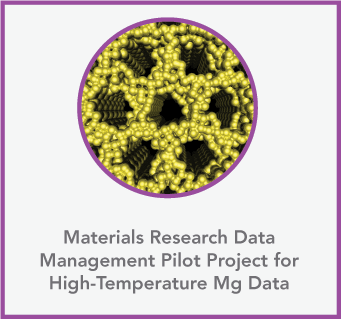 Materials Research Data
Management Pilot Project for
High-Temperature Mg Data